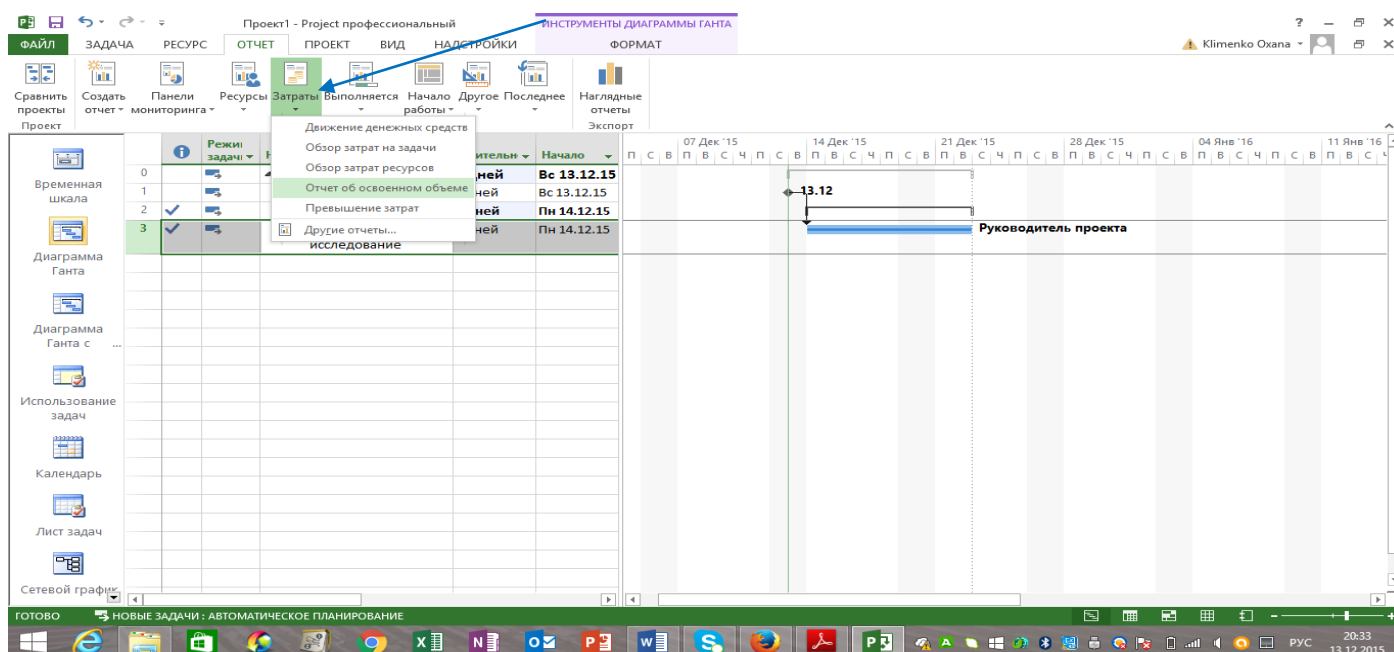 Проект1 - Project профессиональный
ИНСТРУМЕНТЫ ДИАГРАММЫ ГАНТА
?
ФАЙЛ ЗАДАЧА РЕСУРС ОТЧЕТ ПРОЕКТ ВИД НАДСТРОЙКИ ФОРМАТ
Klimenko Oxana
Сравнить проекты
Создать отчет
Панели мониторинга
Ресурсы
Затраты
Выполняется
Начало работы
Другое
Последнее
Наглядные отчеты
Проект
Экспорт
Движение денежных средств
Обзор затрат на задачи
Обзор затрат ресурсов
Отчет об освоенном объеме
Превышение затрат
Другие отчеты...
Режи
задачи
Н
ительн
Начало
07 Дек '15 14 Дек '15 21 Дек '15 28 Дек '15 04 Янв '16 11 Янв '16
П С В П В С Ч П С В П В С Ч П С В П В С Ч П С В П В С Ч П С В П В С Ч П С В П В С Ч
0 дней Вс 13.12.15
1 ней Вс 13.12.15
2 ней Пн 14.12.15
3 ней Пн 14.12.15
исследование
13.12
Руководитель проекта
Временная
шкала
Диаграмма
Ганта
Диаграмма
Ганта с ...
Использование
задач
Календарь
Лист задач
Сетевой график
ГОТОВО
НОВЫЕ ЗАДАЧИ : АВТОМАТИЧЕСКОЕ ПЛАНИРОВАНИЕ
РУС
20:33
13.12.2015